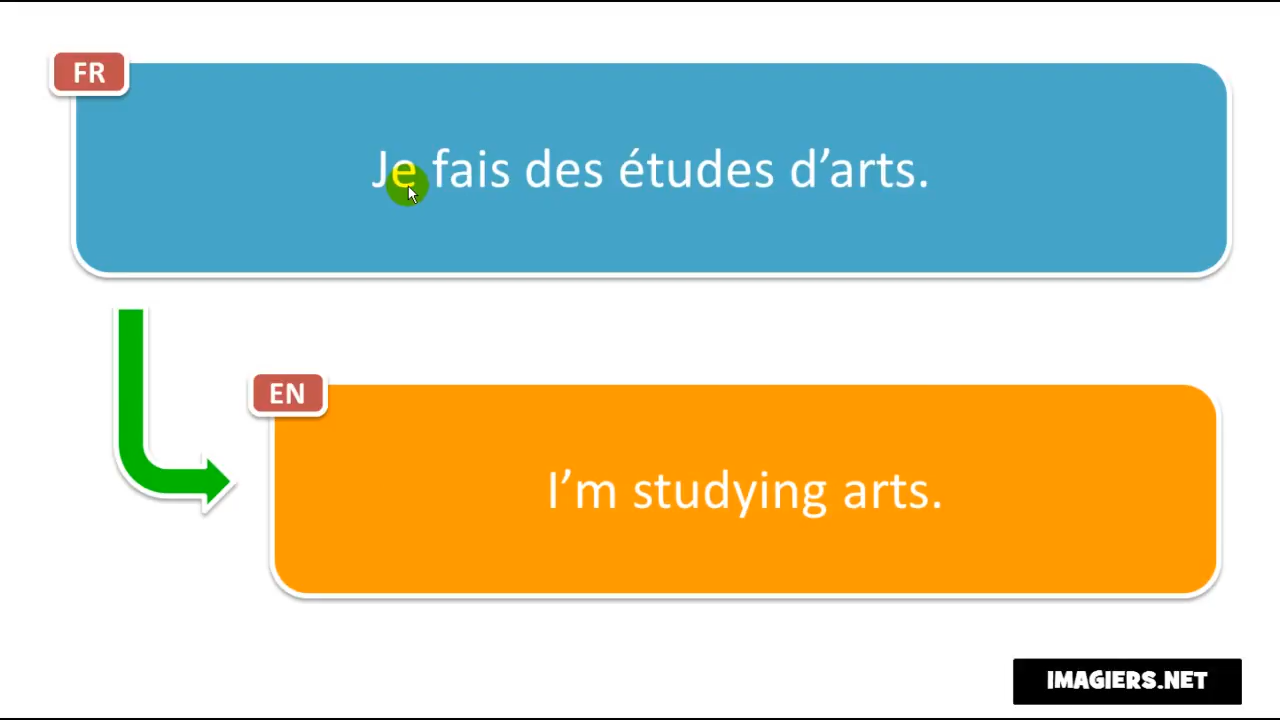 FR
Je fais des études d’arts.
EN
I’m studying arts.
IMAGIERS.NET